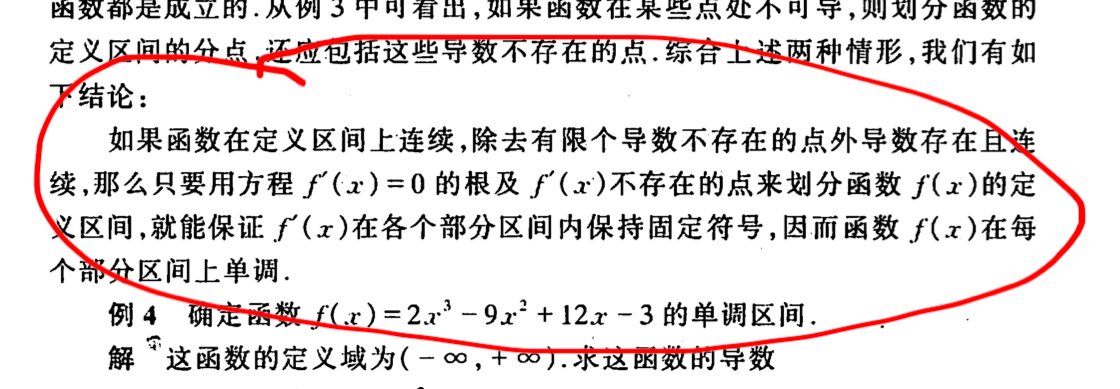 函数都是成立的.从例3中可看出,如果函数在某些点处不可导,则划分函数的
定义区间的分点,还应包括这些导数不存在的点.综合上述两种情形,我们有如
下结论:
如果函数在定义区间上连续,除去有限个导数不存在的点外导数存在且连
续,那么只要用方程 f′(x)=0 的根及 f′(x)不存在的点来划分函数 f(x)的定
义区间,就能保证 f′(x)在各个部分区间内保持固定符号,因而函数 f(x)在每
个部分区间上单调.
例 4 确定函数 f(x)=2x³-9x²+12x-3 的单调区间.
解 这函数的定义域为(-∞,+∞).求这函数的导数